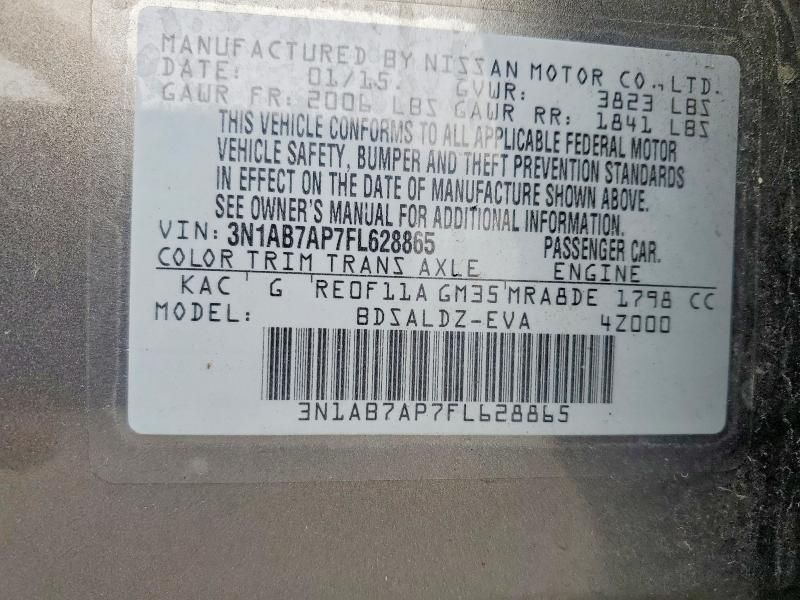 MANUFACTURED BY NISSAN MOTOR CO., LTD.
DATE: 01/15. GVWR: 3823 LBS
GAWR FR: 2006 LBS GAWR RR: 1841 LBS
THIS VEHICLE CONFORMS TO ALL APPLICABLE FEDERAL MOTOR
VEHICLE SAFETY, BUMPER AND THEFT PREVENTION STANDARDS
IN EFFECT ON THE DATE OF MANUFACTURE SHOWN ABOVE.
SEE OWNER'S MANUAL FOR ADDITIONAL INFORMATION.
VIN: 3N1AB7AP7FL628865 PASSENGER CAR.
COLOR TRIM TRANS AXLE ENGINE
KAC G RE0F11A GM35 MRA8DE 1798 CC
MODEL: BDSALDZ-EVA 4Z000
3N1AB7AP7FL628865